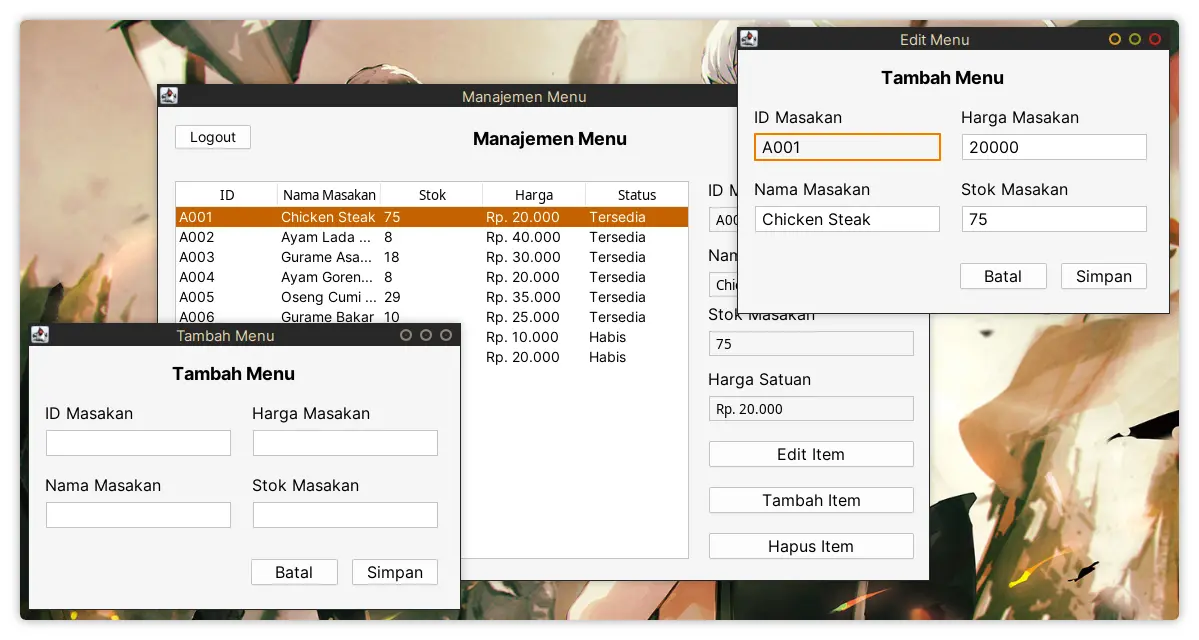 Edit Menu
Tambah Menu
ID Masakan Harga Masakan
A001 20000
Nama Masakan Stok Masakan
Chicken Steak 75
Batal Simpan
Manajemen Menu
Logout Manajemen Menu
ID Nama Masakan Stok Harga Status
A001 Chicken Steak 75 Rp. 20.000 Tersedia
A002 Ayam Lada ... 8 Rp. 40.000 Tersedia
A003 Gurame Asa... 18 Rp. 30.000 Tersedia
A004 Ayam Goren... 8 Rp. 20.000 Tersedia
A005 Oseng Cumi ... 29 Rp. 35.000 Tersedia
A006 Gurame Bakar 10 Rp. 25.000 Tersedia
Rp. 10.000 Habis
Rp. 20.000 Habis
ID M
A00
Nam
Chi
Stok Masakan
75
Harga Satuan
Rp. 20.000
Edit Item
Tambah Item
Hapus Item
Tambah Menu
Tambah Menu
ID Masakan Harga Masakan
Nama Masakan Stok Masakan
Batal Simpan